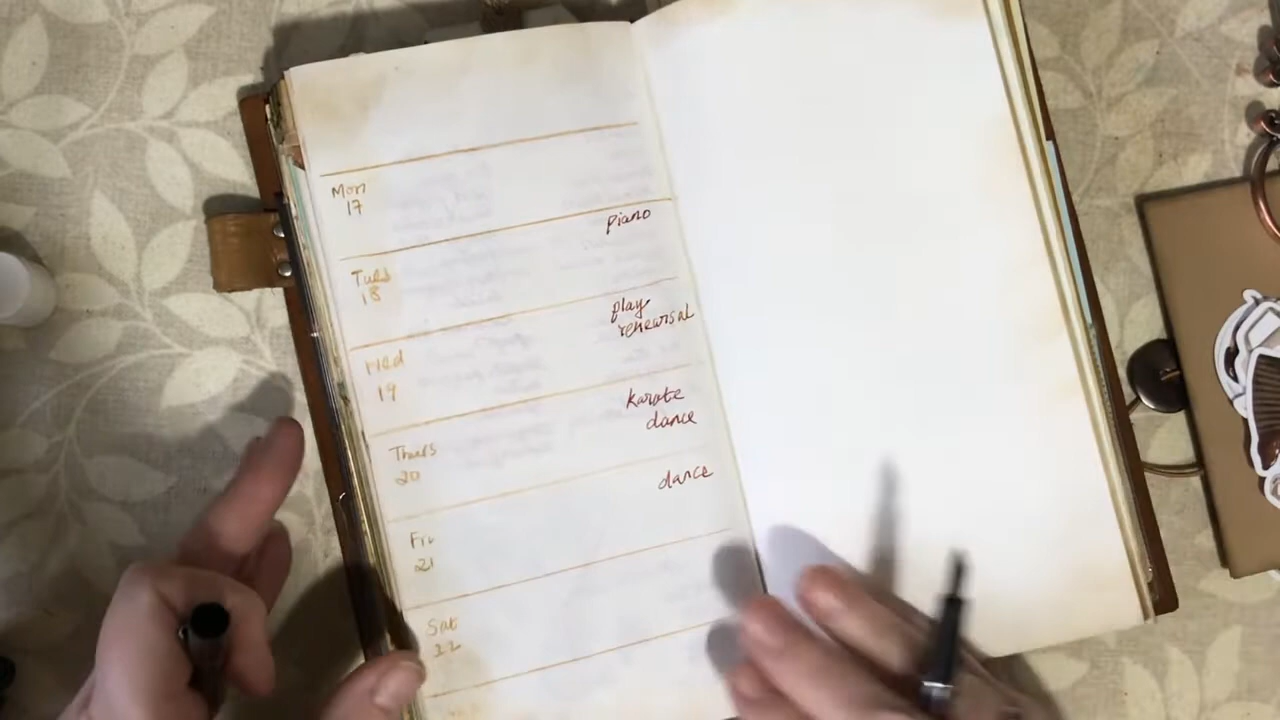 Mon
17
piano
Tues
18
play
rehearsal
Wed
19
karate
dance
Thurs
20
dance
Fri
21
Sat
22